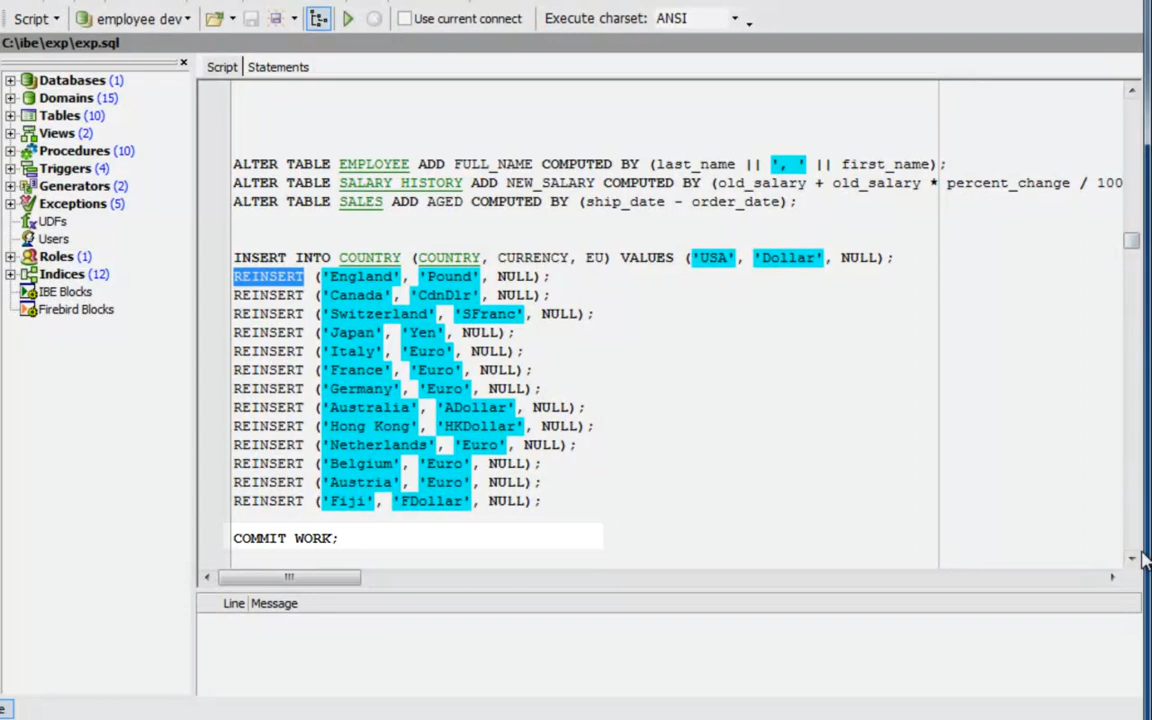 Script employee dev Use current connect Execute charset: ANSI
C:\ibe\exp\exp.sql
Databases (1)
Domains (15)
Tables (10)
Views (2)
Procedures (10)
Triggers (4)
Generators (2)
Exceptions (5)
UDFs
Users
Roles (1)
Indices (12)
IBE Blocks
Firebird Blocks
Script Statements
ALTER TABLE EMPLOYEE ADD FULL_NAME COMPUTED BY (last_name || ', ' || first_name);
ALTER TABLE SALARY_HISTORY ADD NEW_SALARY COMPUTED BY (old_salary + old_salary * percent_change / 100
ALTER TABLE SALES ADD AGED COMPUTED BY (ship_date - order_date);
INSERT INTO COUNTRY (COUNTRY, CURRENCY, EU) VALUES ('USA', 'Dollar', NULL);
REINSERT ('England', 'Pound', NULL);
REINSERT ('Canada', 'CdnDlr', NULL);
REINSERT ('Switzerland', 'SFranc', NULL);
REINSERT ('Japan', 'Yen', NULL);
REINSERT ('Italy', 'Euro', NULL);
REINSERT ('France', 'Euro', NULL);
REINSERT ('Germany', 'Euro', NULL);
REINSERT ('Australia', 'ADollar', NULL);
REINSERT ('Hong Kong', 'HKDollar', NULL);
REINSERT ('Netherlands', 'Euro', NULL);
REINSERT ('Belgium', 'Euro', NULL);
REINSERT ('Austria', 'Euro', NULL);
REINSERT ('Fiji', 'FDollar', NULL);
COMMIT WORK;
Line Message